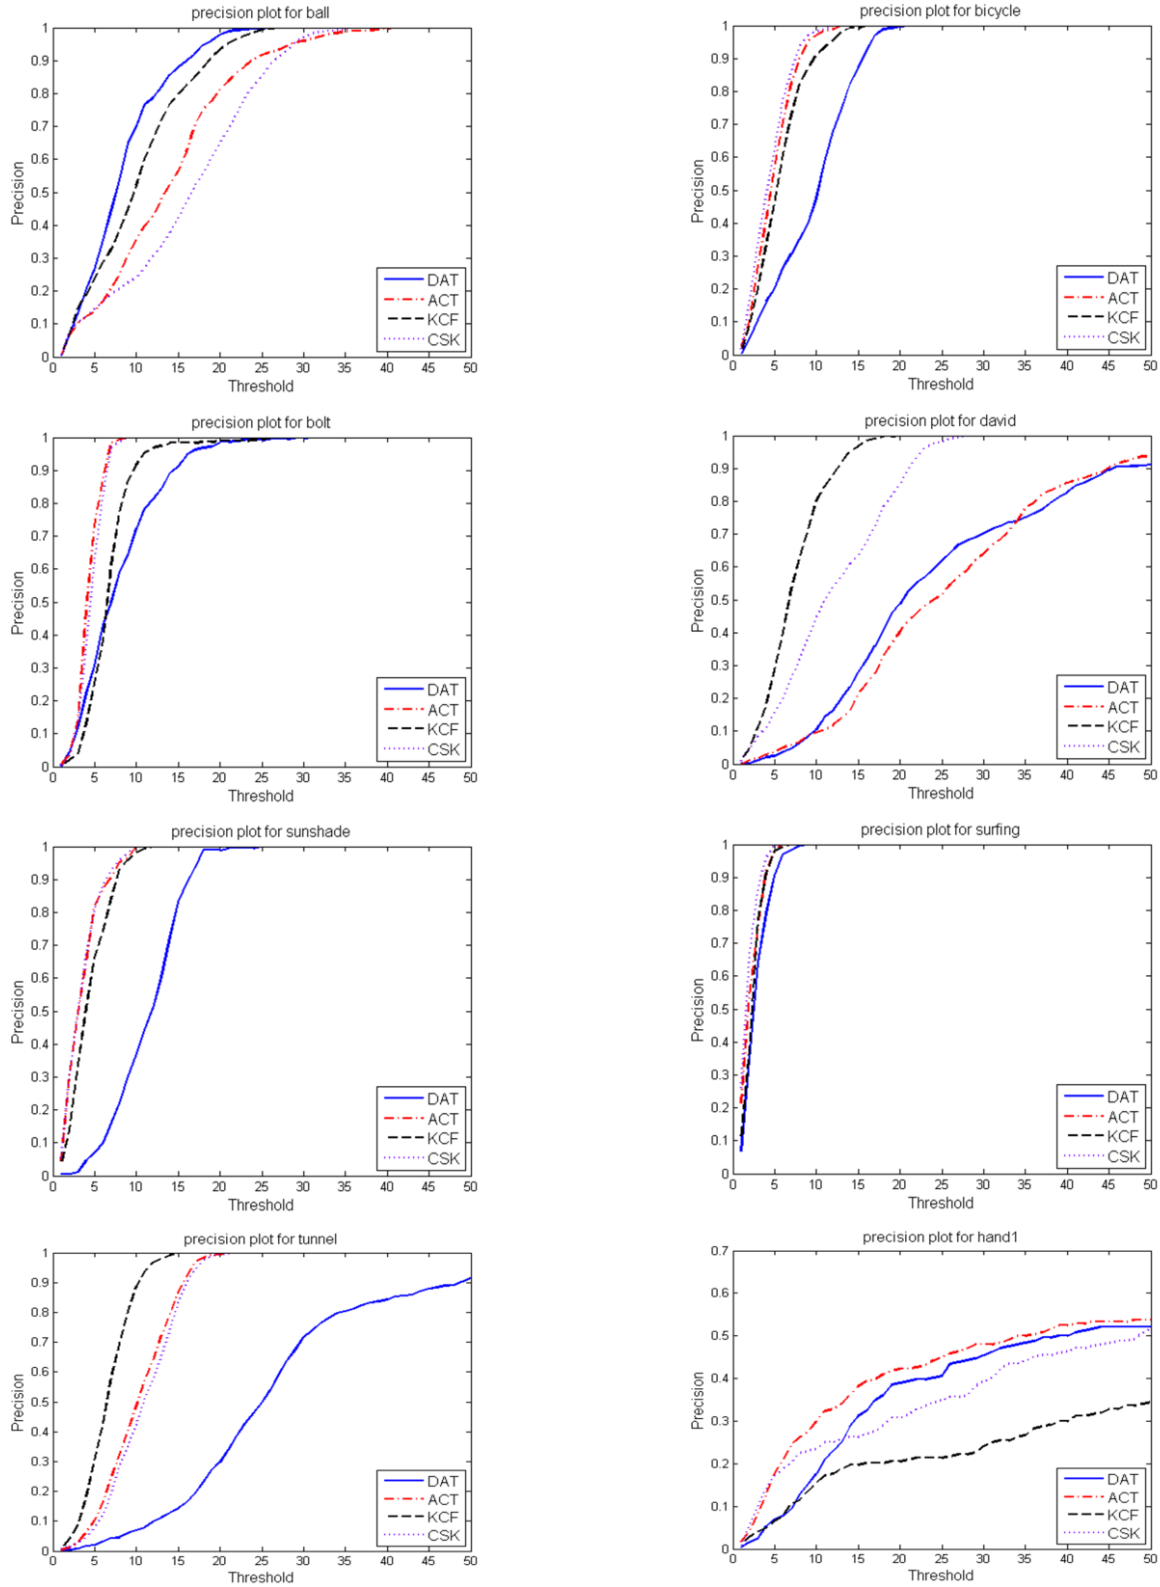 precision plot for ball
1
0.9
0.8
0.7
0.6
0.5
0.4
0.3
0.2
0.1
0
Precision
0 5 10 15 20 25 30 35 40 45 50
Threshold
DAT
ACT
KCF
CSK
precision plot for bicycle
1
0.9
0.8
0.7
0.6
0.5
0.4
0.3
0.2
0.1
0
Precision
0 5 10 15 20 25 30 35 40 45 50
Threshold
DAT
ACT
KCF
CSK
precision plot for bolt
1
0.9
0.8
0.7
0.6
0.5
0.4
0.3
0.2
0.1
0
Precision
0 5 10 15 20 25 30 35 40 45 50
Threshold
DAT
ACT
KCF
CSK
precision plot for david
1
0.9
0.8
0.7
0.6
0.5
0.4
0.3
0.2
0.1
0
Precision
0 5 10 15 20 25 30 35 40 45 50
Threshold
DAT
ACT
KCF
CSK
precision plot for sunshade
1
0.9
0.8
0.7
0.6
0.5
0.4
0.3
0.2
0.1
0
Precision
0 5 10 15 20 25 30 35 40 45 50
Threshold
DAT
ACT
KCF
CSK
precision plot for surfing
1
0.9
0.8
0.7
0.6
0.5
0.4
0.3
0.2
0.1
0
Precision
0 5 10 15 20 25 30 35 40 45 50
Threshold
DAT
ACT
KCF
CSK
precision plot for tunnel
1
0.9
0.8
0.7
0.6
0.5
0.4
0.3
0.2
0.1
0
Precision
0 5 10 15 20 25 30 35 40 45 50
Threshold
DAT
ACT
KCF
CSK
precision plot for hand1
0.7
0.6
0.5
0.4
0.3
0.2
0.1
0
Precision
0 5 10 15 20 25 30 35 40 45 50
Threshold
DAT
ACT
KCF
CSK